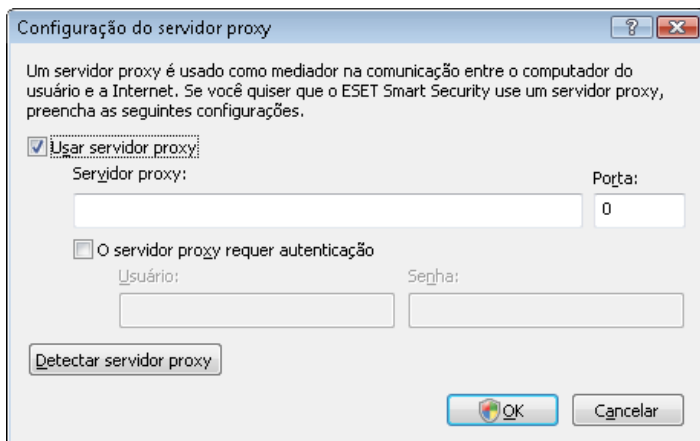 Configuração do servidor proxy
Um servidor proxy é usado como mediador na comunicação entre o computador do
usuário e a Internet. Se você quiser que o ESET Smart Security use um servidor proxy,
preencha as seguintes configurações.
Usar servidor proxy
Servidor proxy:
Porta:
0
O servidor proxy requer autenticação
Usuário:
Senha:
Detectar servidor proxy
OK
Cancelar